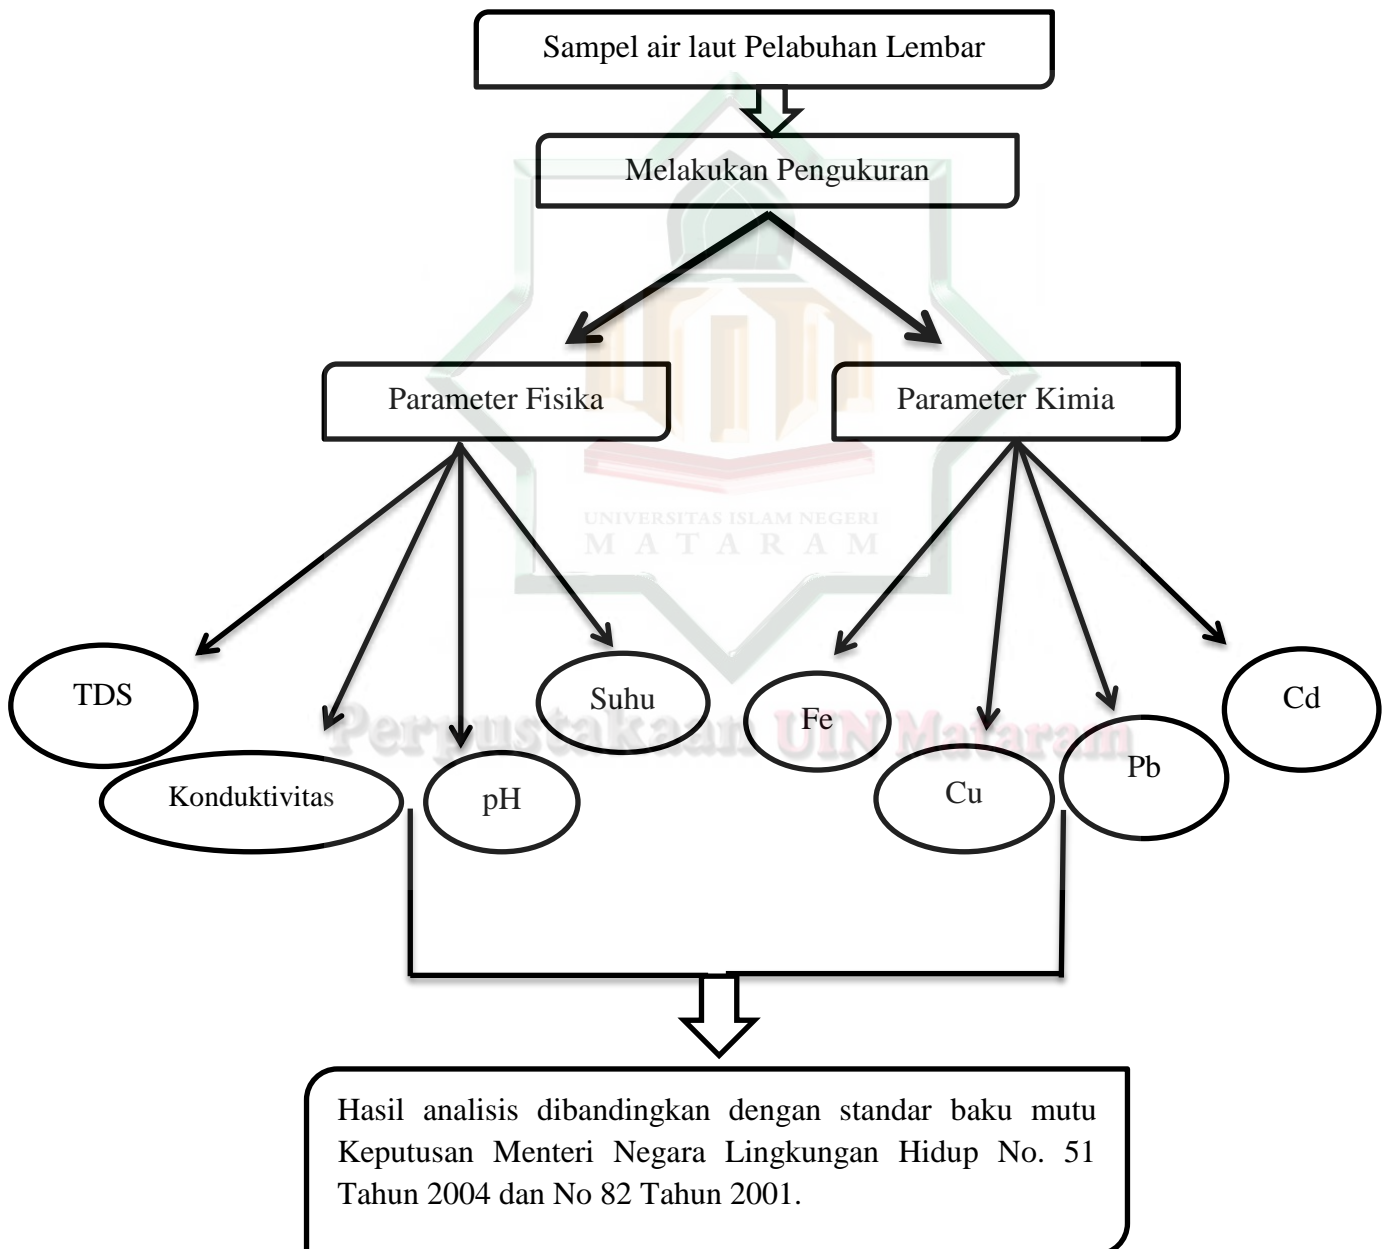 Sampel air laut Pelabuhan Lembar
Melakukan Pengukuran
Parameter Fisika
Parameter Kimia
UNIVERSITAS ISLAM NEGERI
MATARAM
TDS
Konduktivitas
pH
Suhu
Fe
Cu
Pb
Cd
Perpustakaan UIN Mataram
Hasil analisis dibandingkan dengan standar baku mutu
Keputusan Menteri Negara Lingkungan Hidup No. 51
Tahun 2004 dan No 82 Tahun 2001.